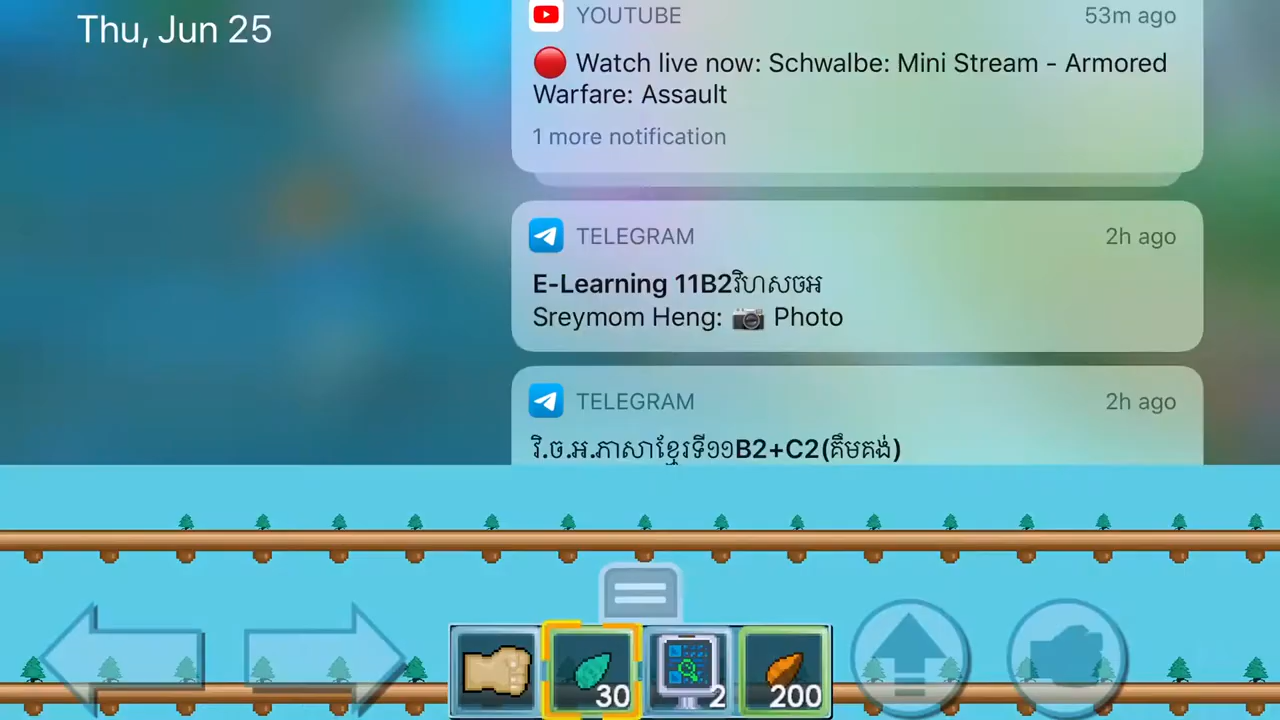 Thu, Jun 25
YOUTUBE
53m ago
🔴 Watch live now: Schwalbe: Mini Stream - Armored
Warfare: Assault
1 more notification
TELEGRAM
2h ago
E-Learning 11B2វិហសចអ
Sreymom Heng: 📷 Photo
TELEGRAM
2h ago
វិ.ច.អ.ភាសាខ្មែរទី១១B2+C2(គឹមគង់)
30
2
200